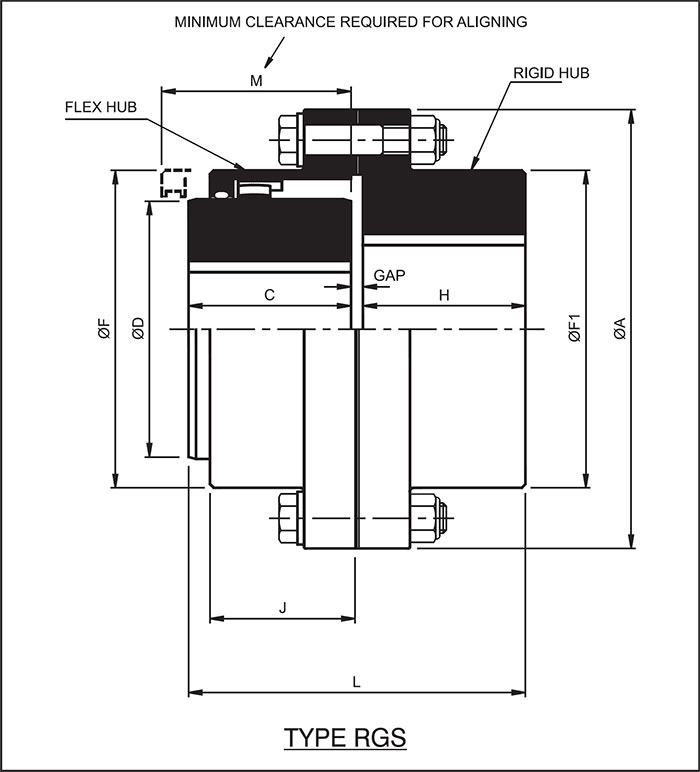 MINIMUM CLEARANCE REQUIRED FOR ALIGNING
M
RIGID HUB
FLEX HUB
GAP
C
H
ØF
ØD
ØF1
ØA
J
L
TYPE RGS